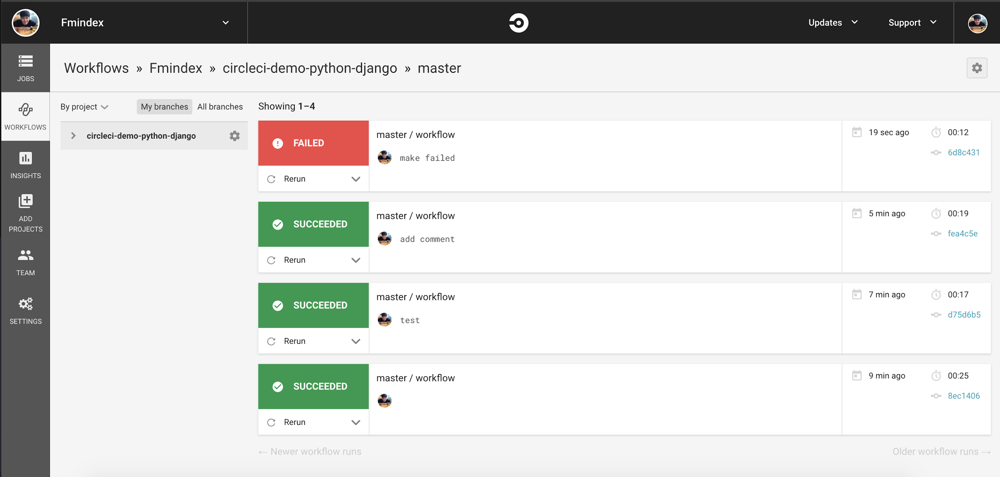 Fmindex
Updates
Support
JOBS
WORKFLOWS
INSIGHTS
ADD
PROJECTS
TEAM
SETTINGS
Workflows » Fmindex » circleci-demo-python-django » master
By project
My branches
All branches
circleci-demo-python-django
Showing 1–4
FAILED
Rerun
master / workflow
make failed
19 sec ago
00:12
6d8c431
SUCCEEDED
Rerun
master / workflow
add comment
5 min ago
00:19
fea4c5e
SUCCEEDED
Rerun
master / workflow
test
7 min ago
00:17
d75d6b5
SUCCEEDED
Rerun
master / workflow
9 min ago
00:25
8ec1406
← Newer workflow runs
Older workflow runs →